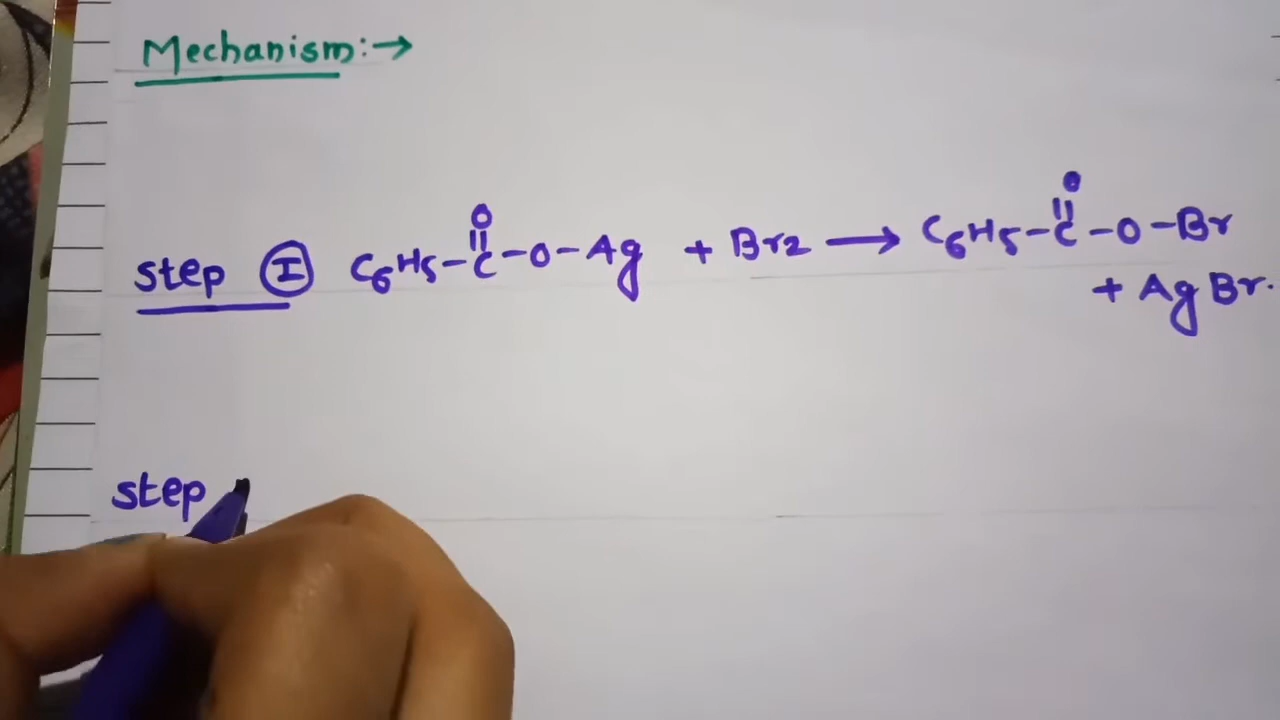 Mechanism:→
O O
|| ||
step I C6H5-C-O-Ag + Br2 → C6H5-C-O-Br
+ AgBr.
step